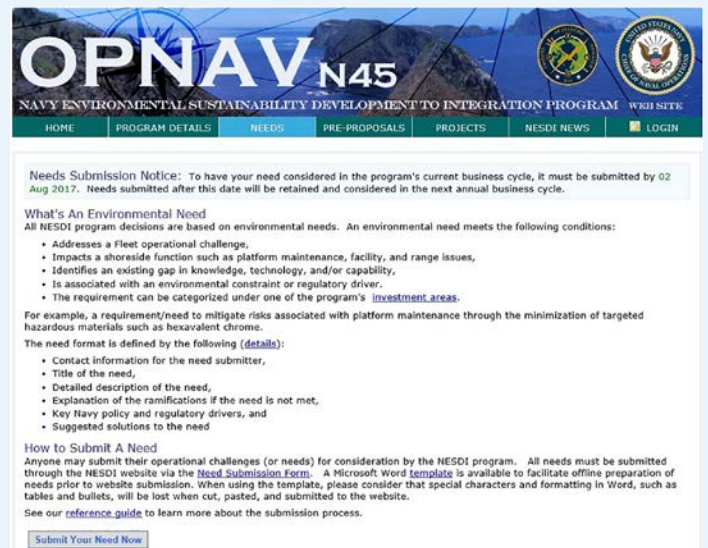 OPNAV N45
NAVY ENVIRONMENTAL SUSTAINABILITY DEVELOPMENT TO INTEGRATION PROGRAM WEB SITE
HOME PROGRAM DETAILS NEEDS PRE-PROPOSALS PROJECTS NESDI NEWS LOGIN
Needs Submission Notice: To have your need considered in the program's current business cycle, it must be submitted by 02
Aug 2017. Needs submitted after this date will be retained and considered in the next annual business cycle.
What's An Environmental Need
All NESDI program decisions are based on environmental needs. An environmental need meets the following conditions:
• Addresses a Fleet operational challenge,
• Impacts a shoreside function such as platform maintenance, facility, and range issues,
• Identifies an existing gap in knowledge, technology, and/or capability,
• Is associated with an environmental constraint or regulatory driver.
• The requirement can be categorized under one of the program's investment areas.
For example, a requirement/need to mitigate risks associated with platform maintenance through the minimization of targeted
hazardous materials such as hexavalent chrome.
The need format is defined by the following (details):
• Contact information for the need submitter,
• Title of the need,
• Detailed description of the need,
• Explanation of the ramifications if the need is not met,
• Key Navy policy and regulatory drivers, and
• Suggested solutions to the need
How to Submit A Need
Anyone may submit their operational challenges (or needs) for consideration by the NESDI program. All needs must be submitted
through the NESDI website via the Need Submission Form. A Microsoft Word template is available to facilitate offline preparation of
needs prior to website submission. When using the template, please consider that special characters and formatting in Word, such as
tables and bullets, will be lost when cut, pasted, and submitted to the website.
See our reference guide to learn more about the submission process.
Submit Your Need Now